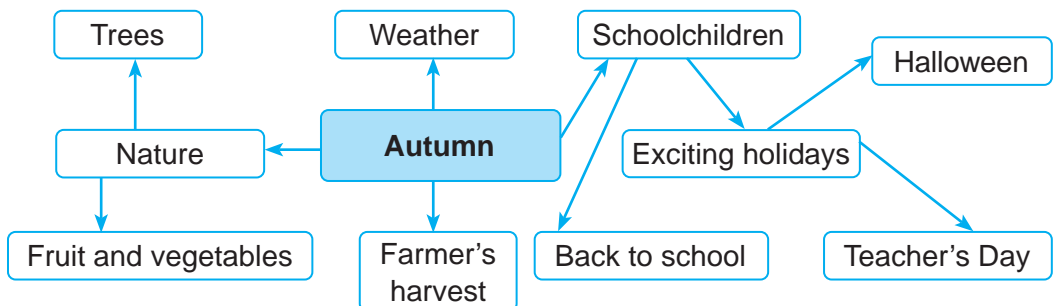 Trees
Weather
Schoolchildren
Halloween
Nature
Autumn
Exciting holidays
Fruit and vegetables
Farmer’s
harvest
Back to school
Teacher’s Day